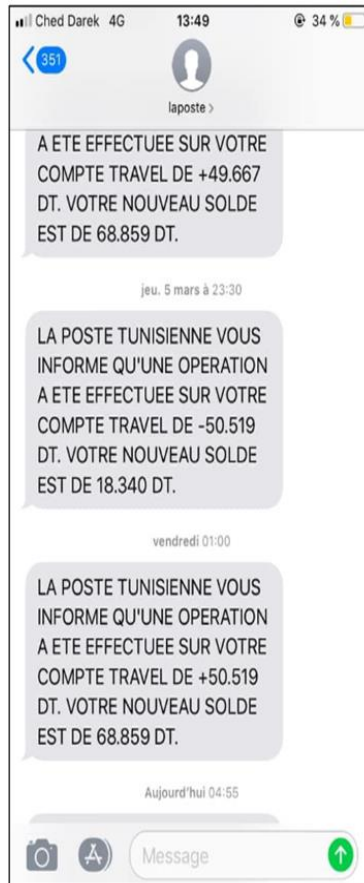 Ched Darek 4G 13:49 34 %
351
laposte >
A ETE EFFECTUEE SUR VOTRE
COMPTE TRAVEL DE +49.667
DT. VOTRE NOUVEAU SOLDE
EST DE 68.859 DT.
jeu. 5 mars à 23:30
LA POSTE TUNISIENNE VOUS
INFORME QU'UNE OPERATION
A ETE EFFECTUEE SUR VOTRE
COMPTE TRAVEL DE -50.519
DT. VOTRE NOUVEAU SOLDE
EST DE 18.340 DT.
vendredi 01:00
LA POSTE TUNISIENNE VOUS
INFORME QU'UNE OPERATION
A ETE EFFECTUEE SUR VOTRE
COMPTE TRAVEL DE +50.519
DT. VOTRE NOUVEAU SOLDE
EST DE 68.859 DT.
Aujourd'hui 04:55
Message